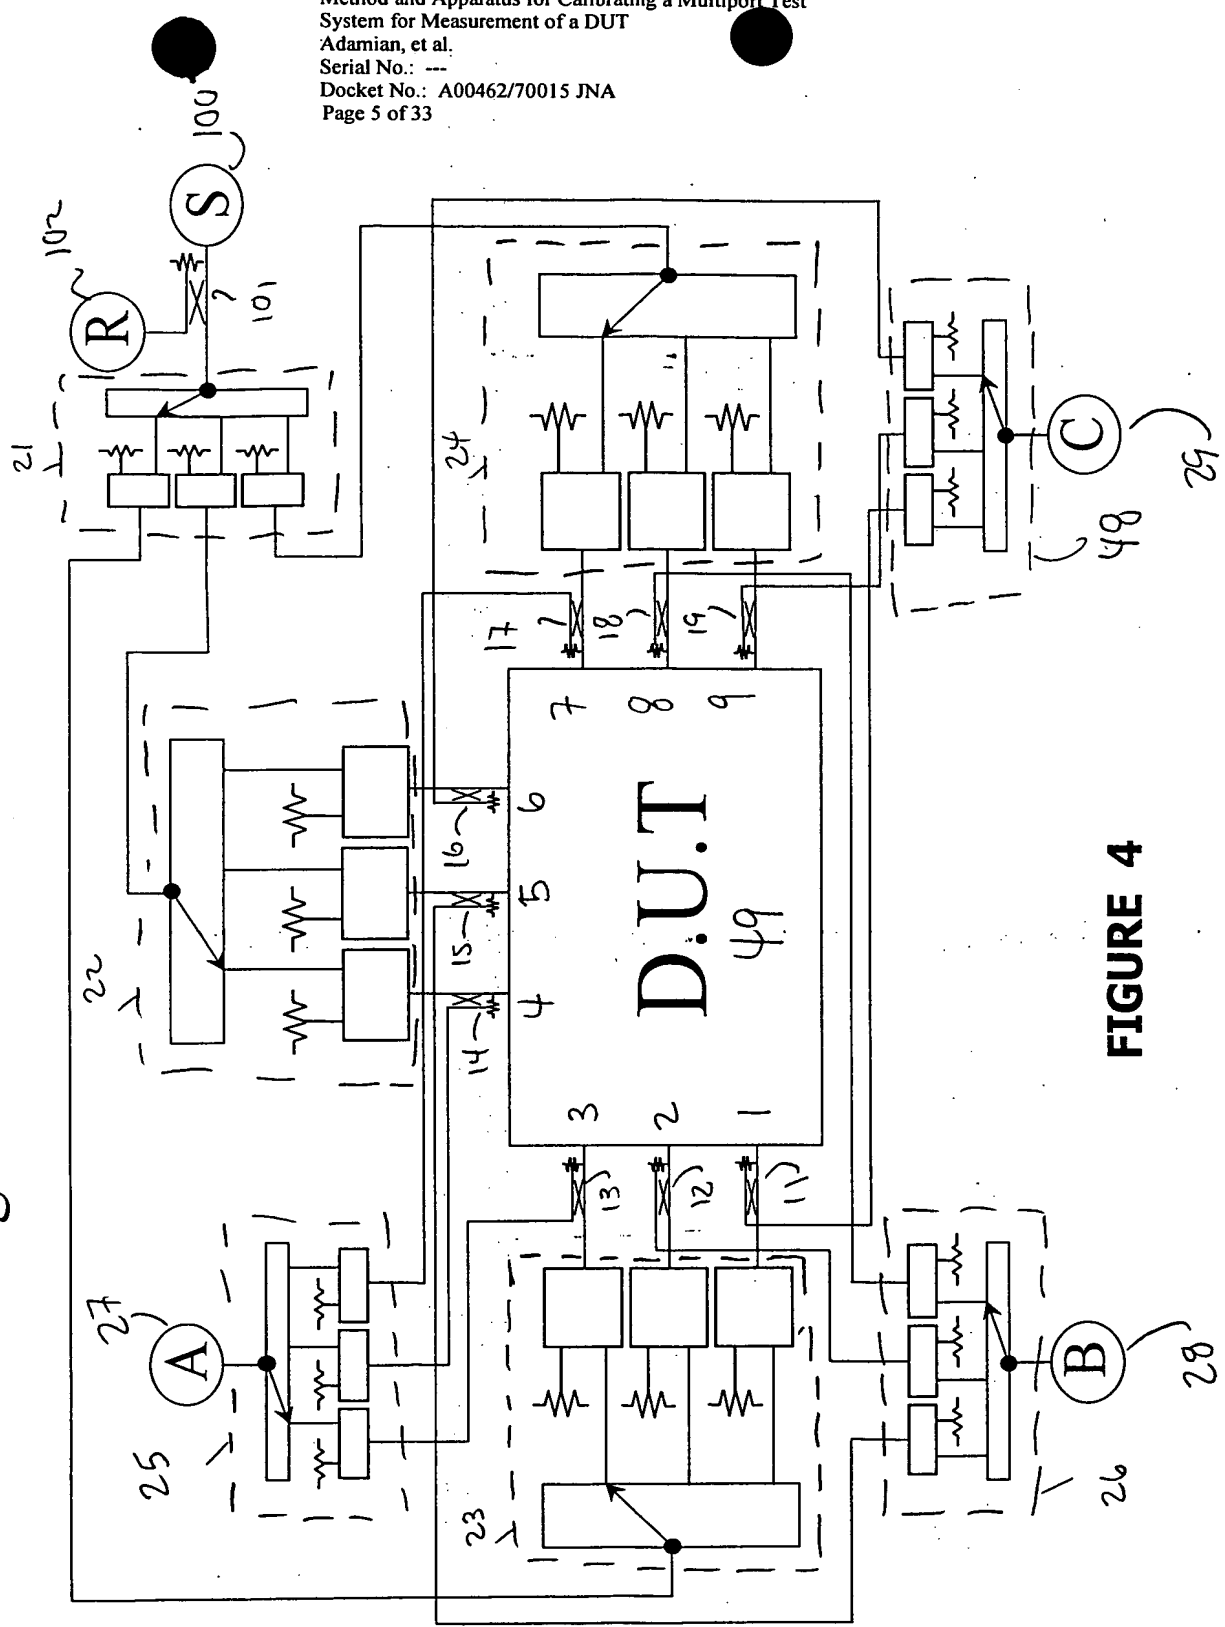 Method and Apparatus for Calibrating a Multiport Test
System for Measurement of a DUT
Adamian, et al.
Serial No.: ---
Docket No.: A00462/70015 JNA
Page 5 of 33
100
S
102
R
101
21
24
C
29
48
17
18
19
7
8
9
22
16
15
14
6
5
4
D.U.T
49
3
2
1
13
12
11
27
A
25
23
B
28
26
FIGURE 4